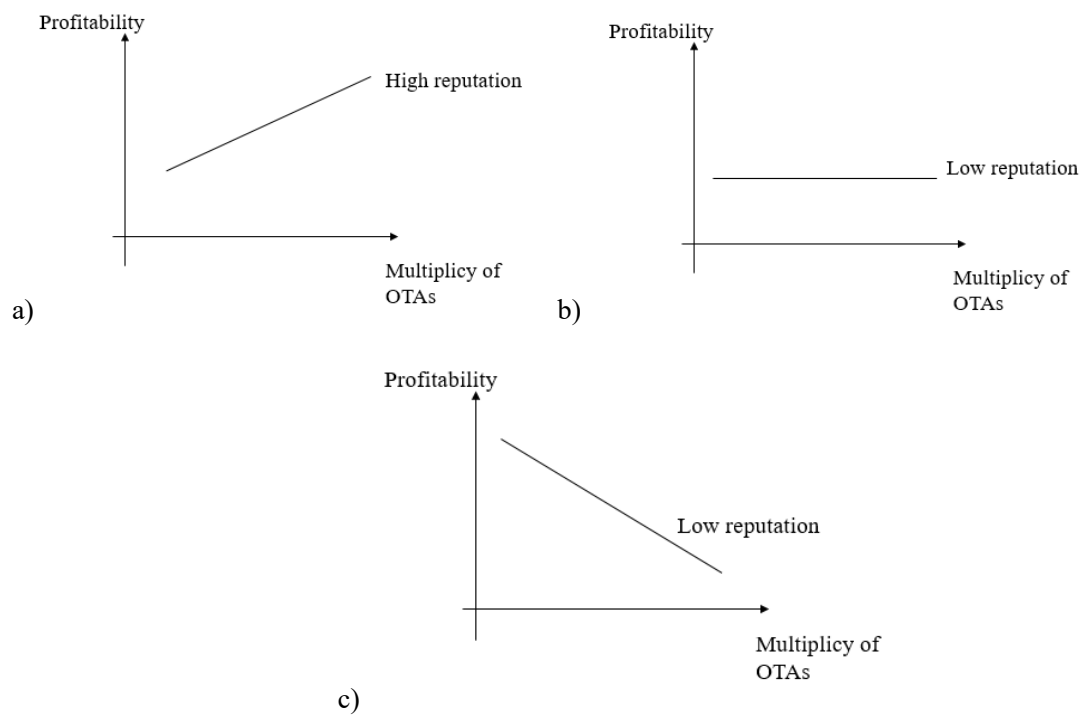 Profitability
High reputation
Multiplicy of
OTAs
a)
Profitability
Low reputation
Multiplicy of
OTAs
b)
Profitability
Low reputation
Multiplicy of
OTAs
c)